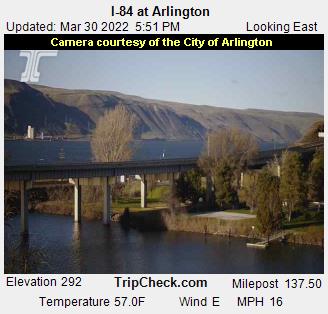 I-84 at Arlington
Updated: Mar 30 2022 5:51 PM Looking East
Camera courtesy of the City of Arlington
Elevation 292 TripCheck.com Milepost 137.50
Temperature 57.0F Wind E MPH 16